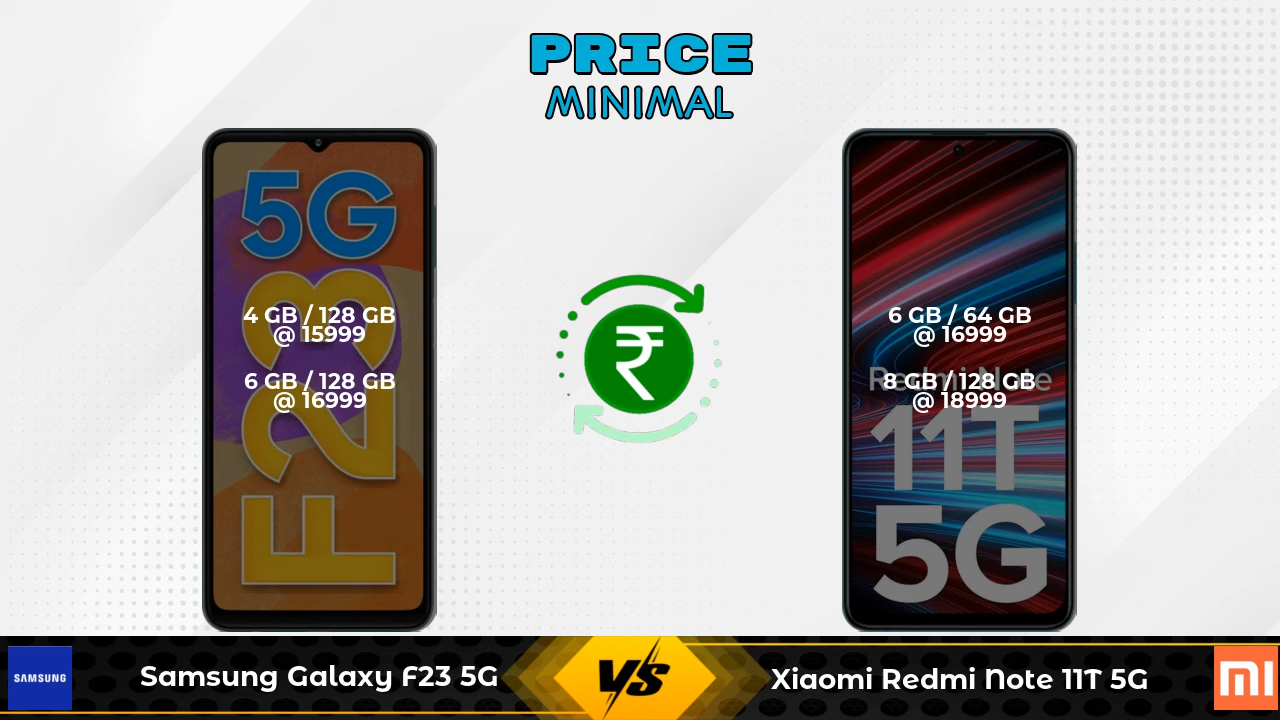 PRICE
MINIMAL
5G
F23
4 GB / 128 GB
@ 15999
6 GB / 128 GB
@ 16999
₹
6 GB / 64 GB
@ 16999
Redmi Note
8 GB / 128 GB
@ 18999
11T
5G
SAMSUNG
Samsung Galaxy F23 5G
VS
Xiaomi Redmi Note 11T 5G
mi